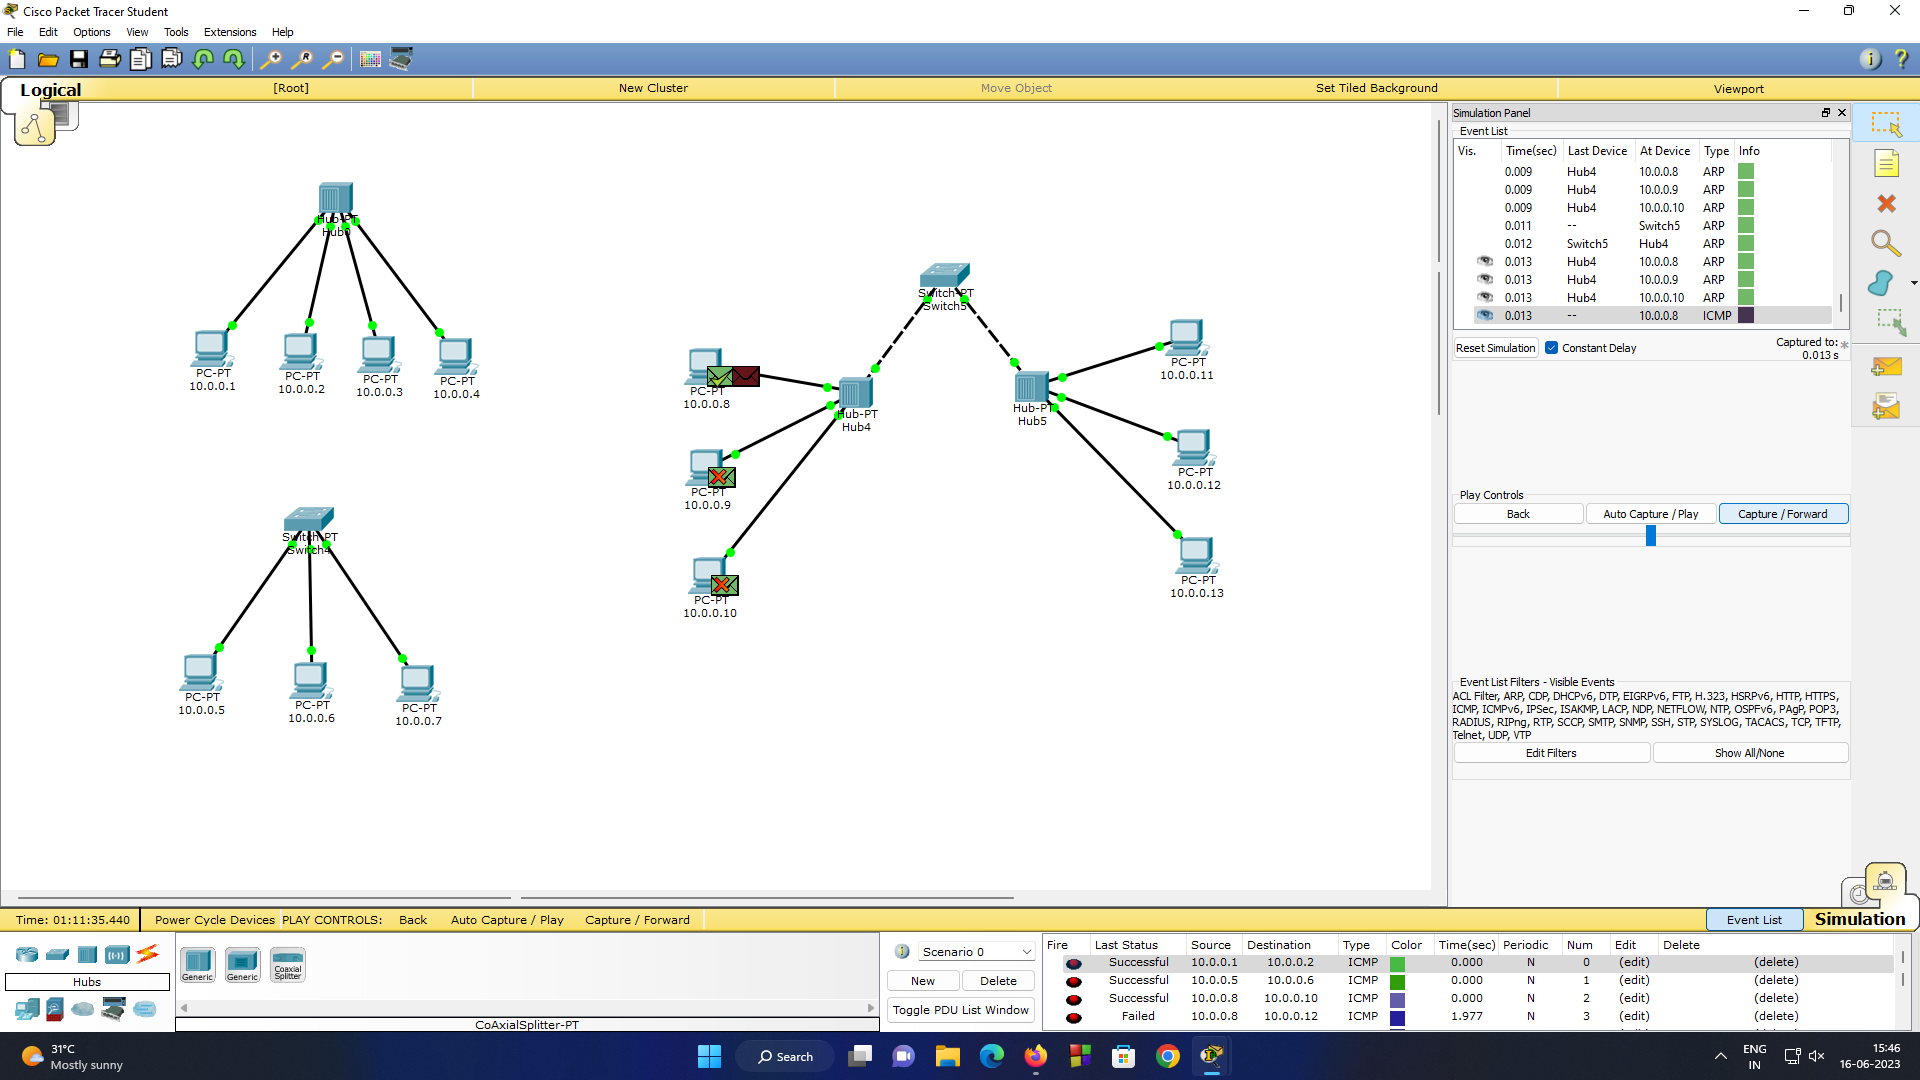 Cisco Packet Tracer Student
File Edit Options View Tools Extensions Help
Logical [Root] New Cluster Move Object Set Tiled Background Viewport
Hub-PT
Hub0
PC-PT
10.0.0.1
PC-PT
10.0.0.2
PC-PT
10.0.0.3
PC-PT
10.0.0.4
Switch-PT
Switch4
PC-PT
10.0.0.5
PC-PT
10.0.0.6
PC-PT
10.0.0.7
Switch-PT
Switch5
PC-PT
10.0.0.8
Hub-PT
Hub4
PC-PT
10.0.0.9
PC-PT
10.0.0.10
Hub-PT
Hub5
PC-PT
10.0.0.11
PC-PT
10.0.0.12
PC-PT
10.0.0.13
Simulation Panel
Event List
Vis. Time(sec) Last Device At Device Type Info
0.009 Hub4 10.0.0.8 ARP
0.009 Hub4 10.0.0.9 ARP
0.009 Hub4 10.0.0.10 ARP
0.011 -- Switch5 ARP
0.012 Switch5 Hub4 ARP
0.013 Hub4 10.0.0.8 ARP
0.013 Hub4 10.0.0.9 ARP
0.013 Hub4 10.0.0.10 ARP
0.013 -- 10.0.0.8 ICMP
Reset Simulation Constant Delay Captured to: *
0.013 s
Play Controls
Back Auto Capture / Play Capture / Forward
Event List Filters - Visible Events
ACL Filter, ARP, CDP, DHCPv6, DTP, EIGRPv6, FTP, H.323, HSRPv6, HTTP, HTTPS,
ICMP, ICMPv6, IPSec, ISAKMP, LACP, NDP, NETFLOW, NTP, OSPFv6, PAgP, POP3,
RADIUS, RIPng, RTP, SCCP, SMTP, SNMP, SSH, STP, SYSLOG, TACACS, TCP, TFTP,
Telnet, UDP, VTP
Edit Filters Show All/None
Time: 01:11:35.440 Power Cycle Devices PLAY CONTROLS: Back Auto Capture / Play Capture / Forward Event List Simulation
Hubs
Generic Generic Coaxial Splitter
CoAxialSplitter-PT
Scenario 0
New Delete
Toggle PDU List Window
Fire Last Status Source Destination Type Color Time(sec) Periodic Num Edit Delete
Successful 10.0.0.1 10.0.0.2 ICMP 0.000 N 0 (edit) (delete)
Successful 10.0.0.5 10.0.0.6 ICMP 0.000 N 1 (edit) (delete)
Successful 10.0.0.8 10.0.0.10 ICMP 0.000 N 2 (edit) (delete)
Failed 10.0.0.8 10.0.0.12 ICMP 1.977 N 3 (edit) (delete)
31°C
Mostly sunny
Search
ENG
IN
15:46
16-06-2023